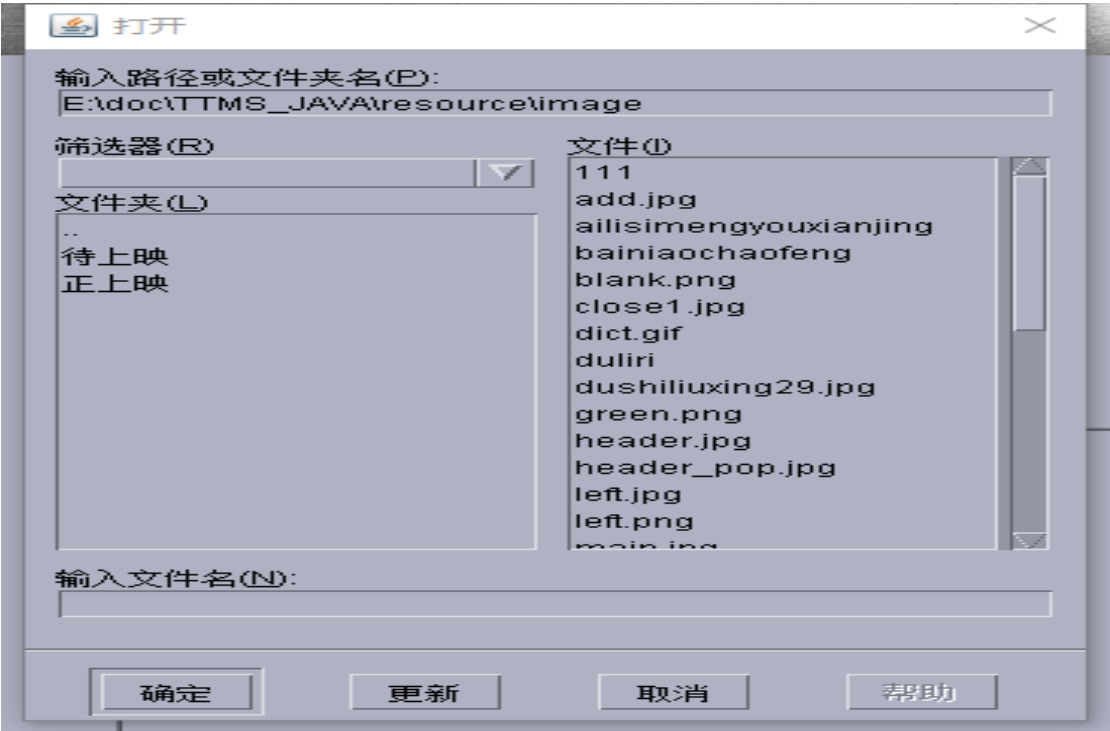 打开
输入路径或文件夹名(P):
E:\doc\TTMS_JAVA\resource\image
筛选器(R)
文件夹(L)
..
待上映
正上映
文件(I)
111
add.jpg
ailisimengyouxianjing
bainiaochaofeng
blank.png
close1.jpg
dict.gif
duliri
dushiliuxing29.jpg
green.png
header.jpg
header_pop.jpg
left.jpg
left.png
main.jpg
输入文件名(N):
确定
更新
取消
帮助